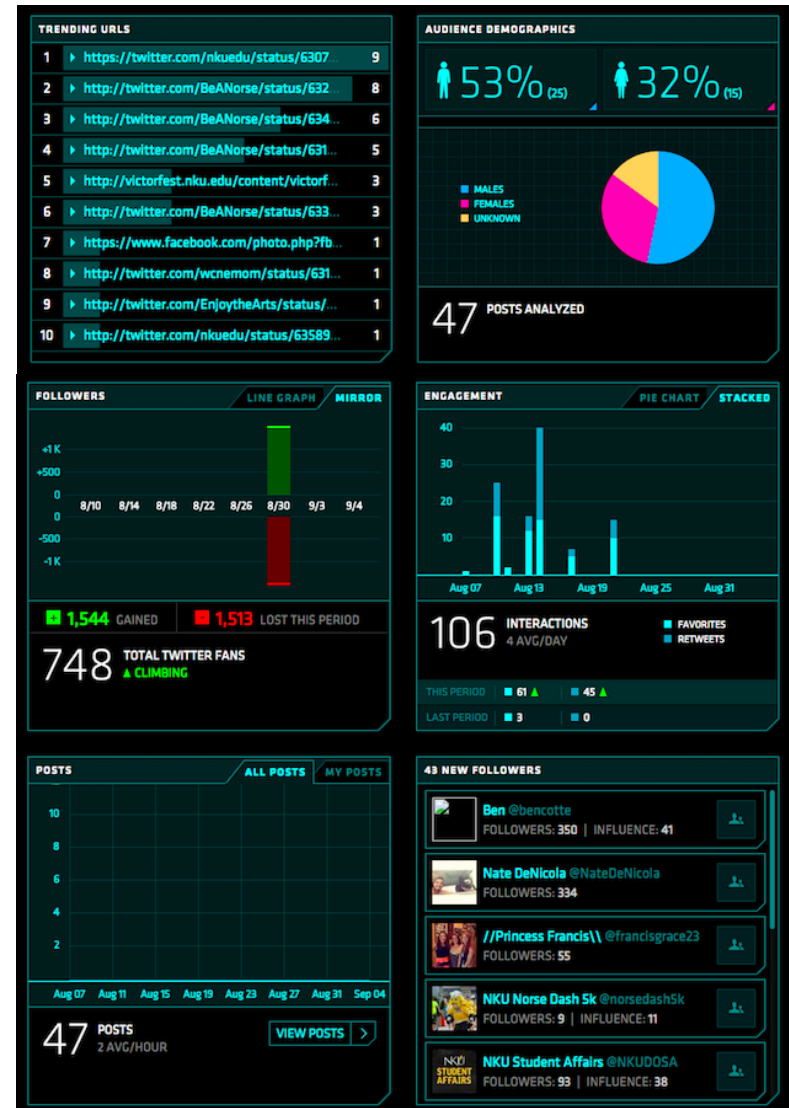 TRENDING URLS
1 https://twitter.com/nkuedu/status/6307... 9
2 http://twitter.com/BeANorse/status/632... 8
3 http://twitter.com/BeANorse/status/634... 6
4 http://twitter.com/BeANorse/status/631... 5
5 http://victorfest.nku.edu/content/victorf... 3
6 http://twitter.com/BeANorse/status/633... 3
7 https://www.facebook.com/photo.php?fb... 1
8 http://twitter.com/wcnemom/status/631... 1
9 http://twitter.com/EnjoytheArts/status/... 1
10 http://twitter.com/nkuedu/status/63589... 1
AUDIENCE DEMOGRAPHICS
53% (25) 32% (15)
MALES
FEMALES
UNKNOWN
47 POSTS ANALYZED
FOLLOWERS LINE GRAPH MIRROR
+1 K
+500
0
8/10 8/14 8/18 8/22 8/26 8/30 9/3 9/4
0
-500
-1 K
1,544 GAINED 1,513 LOST THIS PERIOD
748 TOTAL TWITTER FANS
CLIMBING
ENGAGEMENT PIE CHART STACKED
40
30
20
10
Aug 07 Aug 13 Aug 19 Aug 25 Aug 31
106 INTERACTIONS
4 AVG/DAY
FAVORITES
RETWEETS
THIS PERIOD 61 45
LAST PERIOD 3 0
POSTS ALL POSTS MY POSTS
10
8
6
4
2
Aug 07 Aug 11 Aug 15 Aug 19 Aug 23 Aug 27 Aug 31 Sep 04
47 POSTS
2 AVG/HOUR
VIEW POSTS
43 NEW FOLLOWERS
Ben @bencotte
FOLLOWERS: 350 | INFLUENCE: 41
Nate DeNicola @NateDeNicola
FOLLOWERS: 334
//Princess Francis\\ @francisgrace23
FOLLOWERS: 55
NKU Norse Dash 5k @norsedash5k
FOLLOWERS: 9 | INFLUENCE: 11
NKU STUDENT AFFAIRS
NKU Student Affairs @NKUDOSA
FOLLOWERS: 93 | INFLUENCE: 38